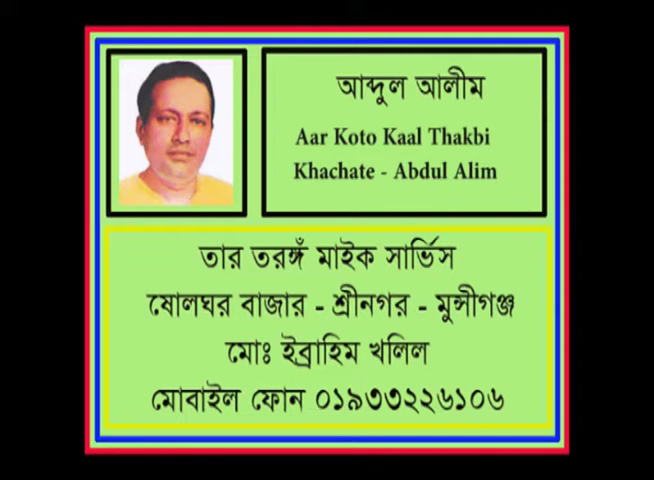 আব্দুল আলীম
Aar Koto Kaal Thakbi
Khachate - Abdul Alim
তার তরঙ্গঁ মাইক সার্ভিস
ষোলঘর বাজার - শ্রীনগর - মুন্সীগঞ্জ
মোঃ ইব্রাহিম খলিল
মোবাইল ফোন ০১৯৩৩২২৬১০৬